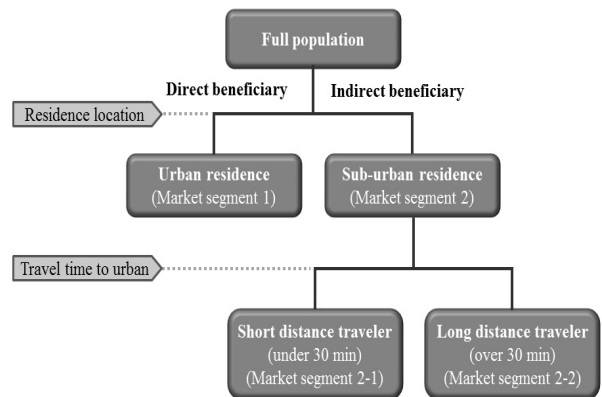 Full population
Direct beneficiary
Indirect beneficiary
Residence location
Urban residence
(Market segment 1)
Sub-urban residence
(Market segment 2)
Travel time to urban
Short distance traveler
(under 30 min)
(Market segment 2-1)
Long distance traveler
(over 30 min)
(Market segment 2-2)